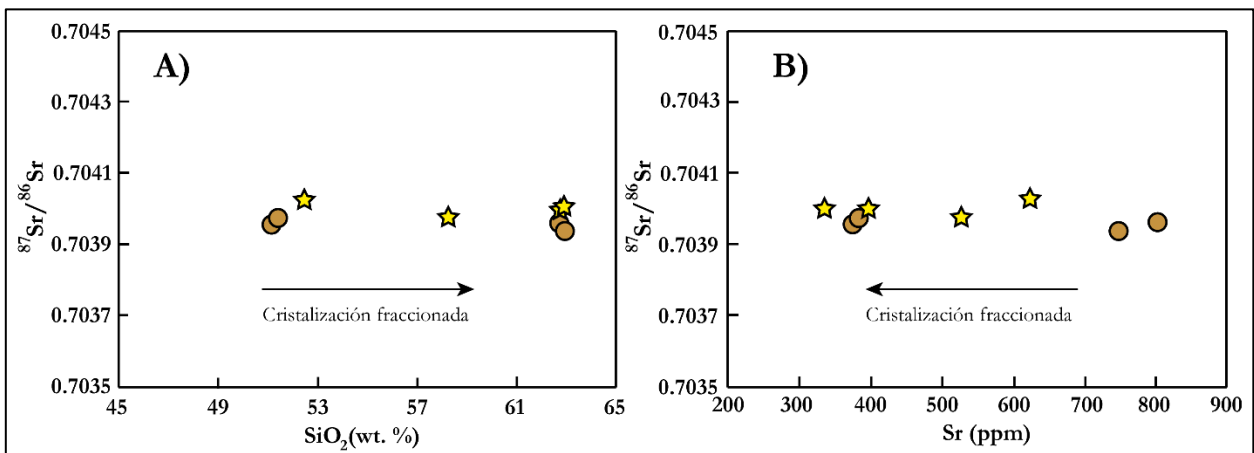 A)
0.7045
0.7043
0.7041
0.7039
0.7037
0.7035
87Sr/86Sr
Cristalización fraccionada
45 49 53 57 61 65
SiO2(wt. %)
B)
0.7045
0.7043
0.7041
0.7039
0.7037
0.7035
87Sr/86Sr
Cristalización fraccionada
200 300 400 500 600 700 800 900
Sr (ppm)